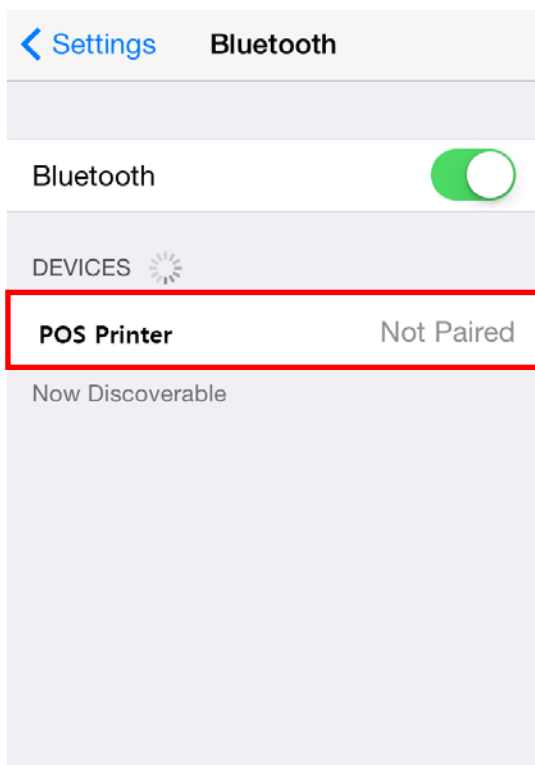 Settings Bluetooth
Bluetooth
DEVICES
POS Printer Not Paired
Now Discoverable